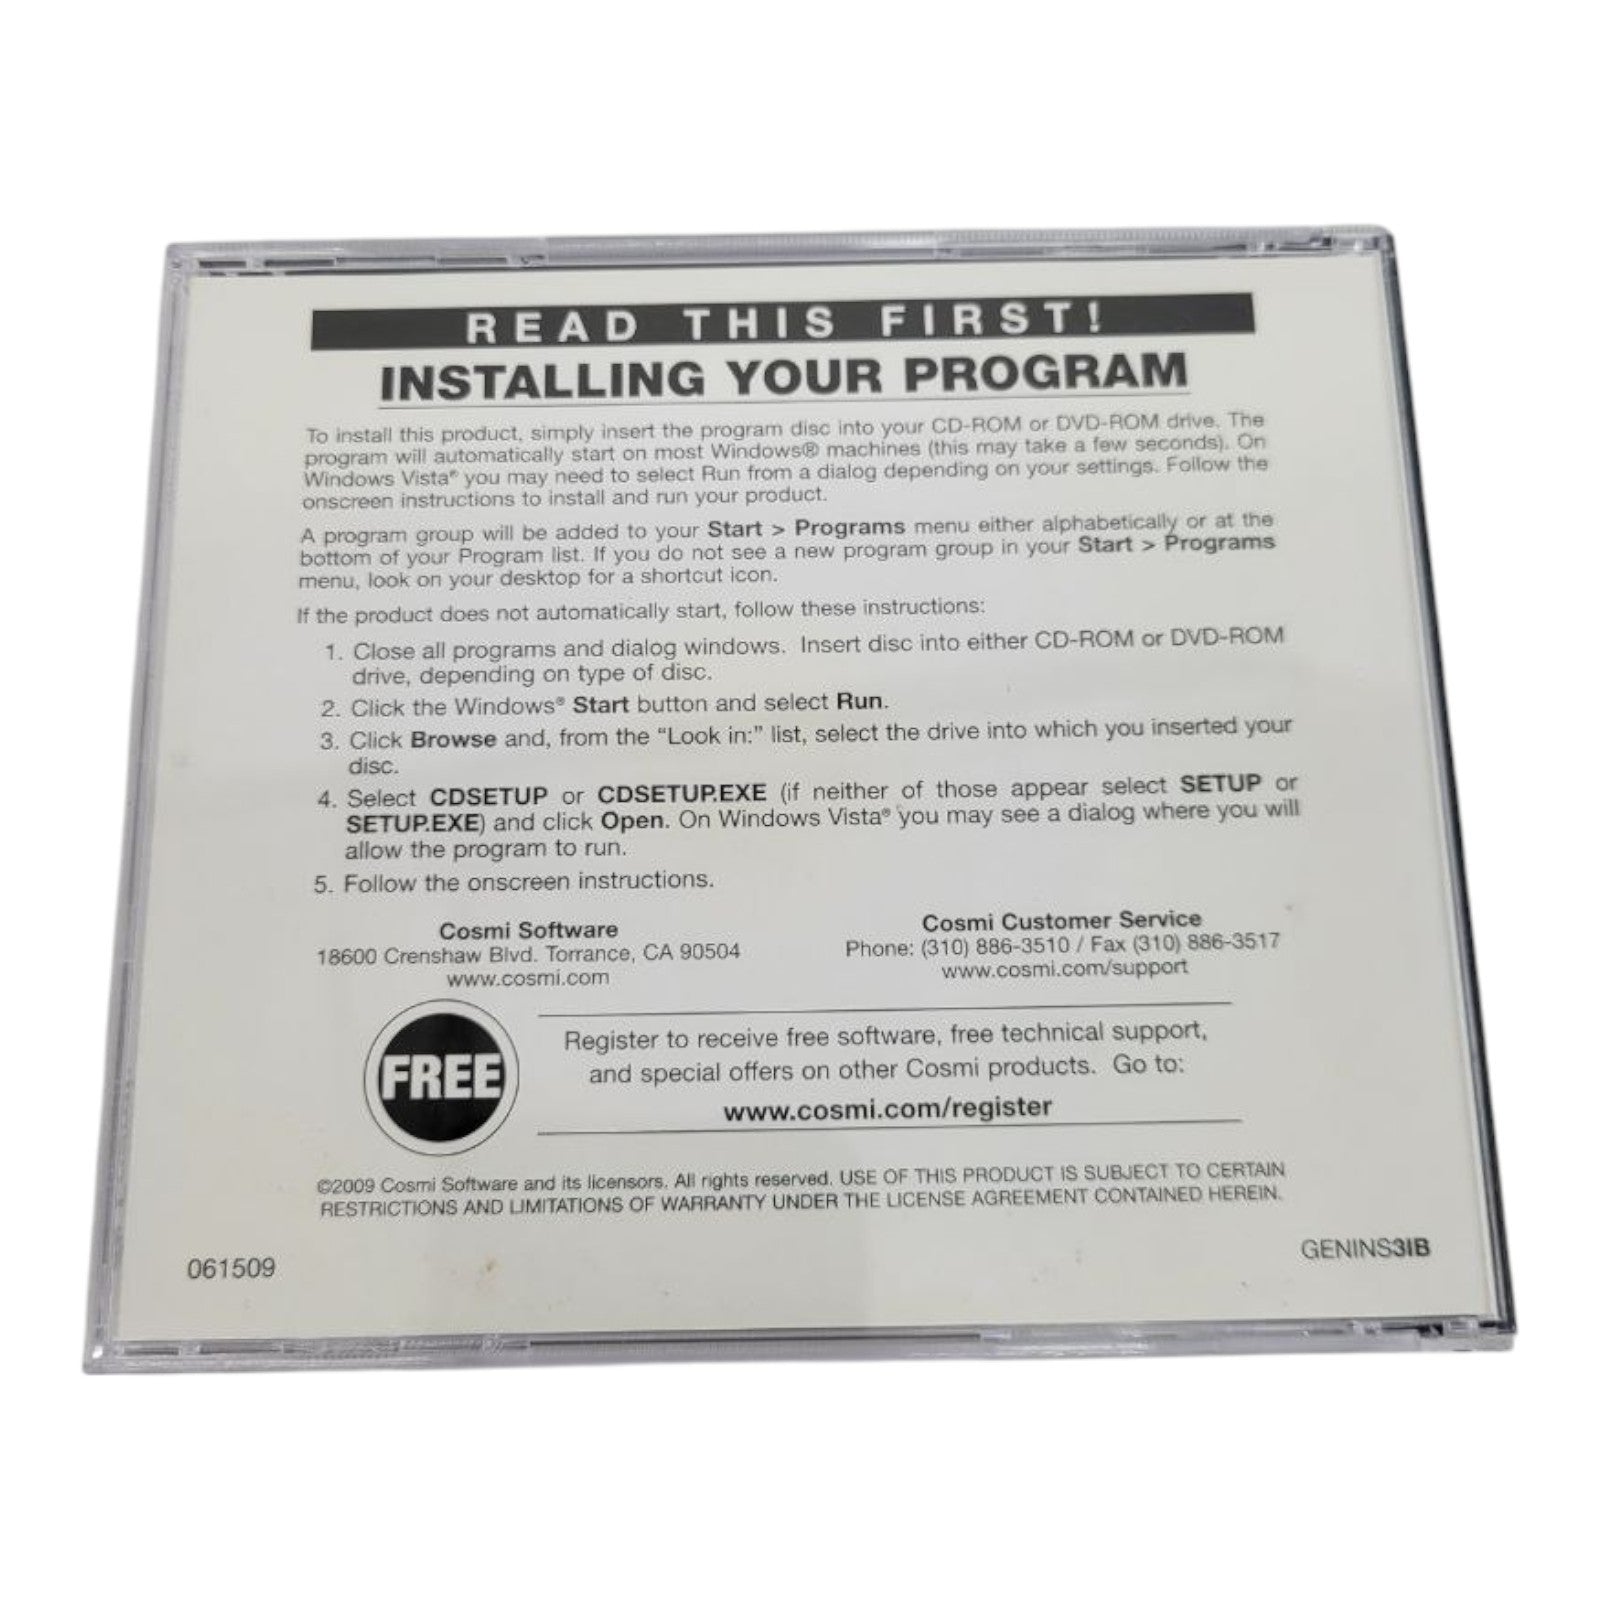 READ THIS FIRST!
INSTALLING YOUR PROGRAM
To install this product, simply insert the program disc into your CD-ROM or DVD-ROM drive. The
program will automatically start on most Windows® machines (this may take a few seconds). On
Windows Vista® you may need to select Run from a dialog depending on your settings. Follow the
onscreen instructions to install and run your product.
A program group will be added to your Start > Programs menu either alphabetically or at the
bottom of your Program list. If you do not see a new program group in your Start > Programs
menu, look on your desktop for a shortcut icon.
If the product does not automatically start, follow these instructions:
1. Close all programs and dialog windows. Insert disc into either CD-ROM or DVD-ROM
drive, depending on type of disc.
2. Click the Windows® Start button and select Run.
3. Click Browse and, from the “Look in:” list, select the drive into which you inserted your
disc.
4. Select CDSETUP or CDSETUP.EXE (if neither of those appear select SETUP or
SETUP.EXE) and click Open. On Windows Vista® you may see a dialog where you will
allow the program to run.
5. Follow the onscreen instructions.
Cosmi Software
18600 Crenshaw Blvd. Torrance, CA 90504
www.cosmi.com
Cosmi Customer Service
Phone: (310) 886-3510 / Fax (310) 886-3517
www.cosmi.com/support
FREE
Register to receive free software, free technical support,
and special offers on other Cosmi products. Go to:
www.cosmi.com/register
©2009 Cosmi Software and its licensors. All rights reserved. USE OF THIS PRODUCT IS SUBJECT TO CERTAIN
RESTRICTIONS AND LIMITATIONS OF WARRANTY UNDER THE LICENSE AGREEMENT CONTAINED HEREIN.
061509
GENINS3IB